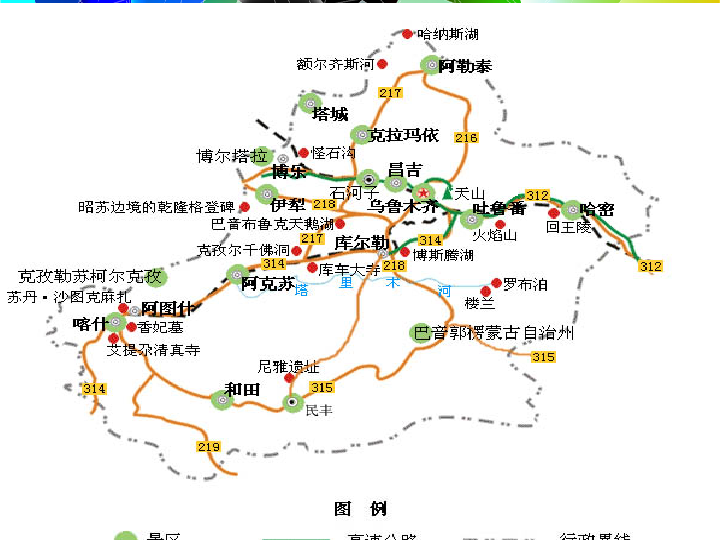 哈纳斯湖
额尔齐斯河
阿勒泰
217
塔城
克拉玛依
216
怪石沟
博尔塔拉
博乐
昌吉
石河子
天山
伊犁
218
乌鲁木齐
吐鲁番
312
哈密
昭苏边境的乾隆格登碑
巴音布鲁克天鹅湖
火焰山
回王陵
217
库尔勒
314
克孜尔千佛洞
博斯腾湖
314
库车大寺
218
312
克孜勒苏柯尔克孜
阿克苏
塔里木河
罗布泊
楼兰
苏丹·沙图克麻扎
阿图什
喀什
香妃墓
艾提尕清真寺
巴音郭楞蒙古自治州
315
尼雅遗址
314
和田
315
民丰
219
图 例
景区
高速公路
行政界线